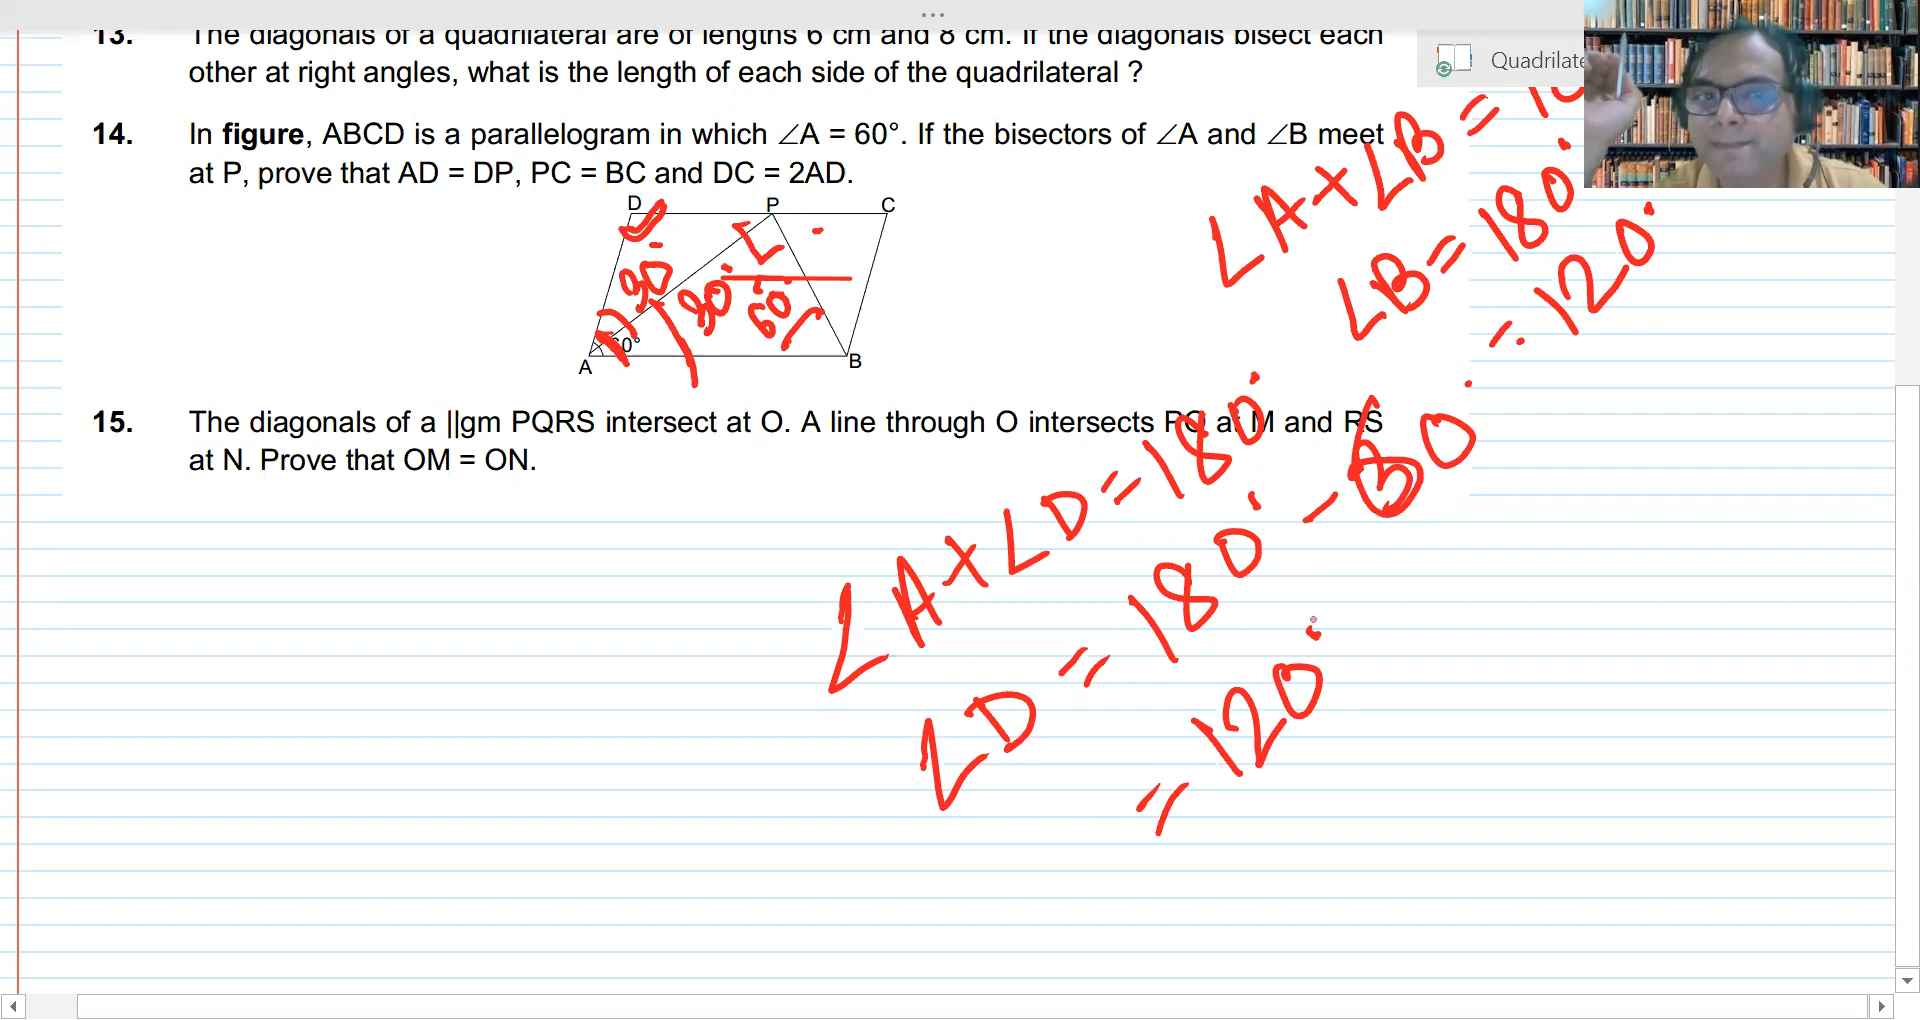 13. The diagonals of a quadrilateral are of lengths 6 cm and 8 cm. If the diagonals bisect each
other at right angles, what is the length of each side of the quadrilateral ?
Quadrilate
14. In figure, ABCD is a parallelogram in which ∠A = 60°. If the bisectors of ∠A and ∠B meet
at P, prove that AD = DP, PC = BC and DC = 2AD.
D P C
30° 30° 60°
60°
A B
∠A+∠B=18
∠B=180°
=120°
15. The diagonals of a ||gm PQRS intersect at O. A line through O intersects PQ at M and RS
at N. Prove that OM = ON.
∠A+∠D=180°
∠D=180°-60°
=120°